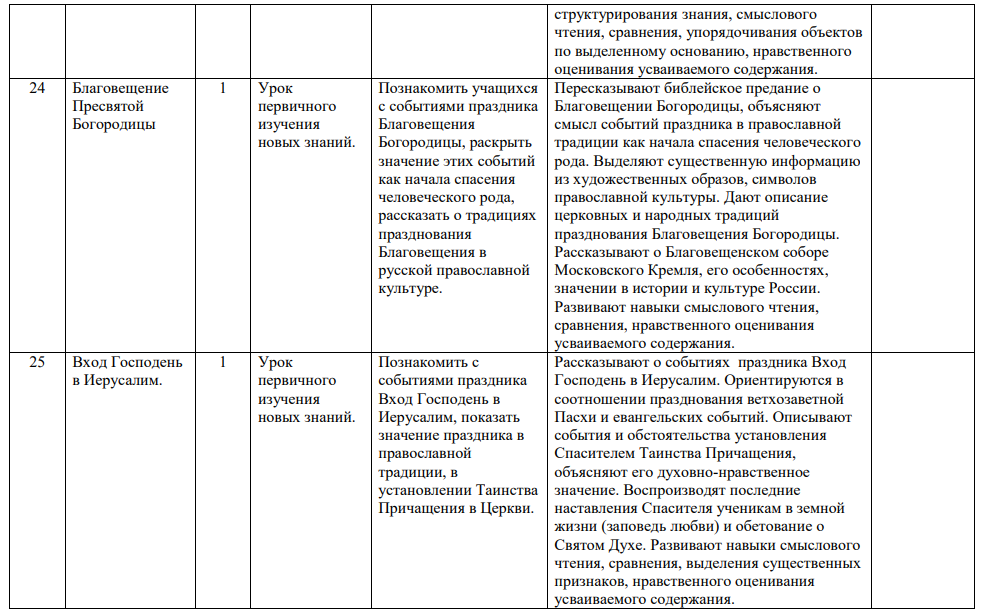 структурирования знания, смыслового
чтения, сравнения, упорядочивания объектов
по выделенному основанию, нравственного
оценивания усваиваемого содержания.
24
Благовещение
Пресвятой
Богородицы
1
Урок
первичного
изучения
новых знаний.
Познакомить учащихся
с событиями праздника
Благовещения
Богородицы, раскрыть
значение этих событий
как начала спасения
человеческого рода,
рассказать о традициях
празднования
Благовещения в
русской православной
культуре.
Пересказывают библейское предание о
Благовещении Богородицы, объясняют
смысл событий праздника в православной
традиции как начала спасения человеческого
рода. Выделяют существенную информацию
из художественных образов, символов
православной культуры. Дают описание
церковных и народных традиций
празднования Благовещения Богородицы.
Рассказывают о Благовещенском соборе
Московского Кремля, его особенностях,
значении в истории и культуре России.
Развивают навыки смыслового чтения,
сравнения, нравственного оценивания
усваиваемого содержания.
25
Вход Господень
в Иерусалим.
1
Урок
первичного
изучения
новых знаний.
Познакомить с
событиями праздника
Вход Господень в
Иерусалим, показать
значение праздника в
православной
традиции, в
установлении Таинства
Причащения в Церкви.
Рассказывают о событиях праздника Вход
Господень в Иерусалим. Ориентируются в
соотношении празднования ветхозаветной
Пасхи и евангельских событий. Описывают
события и обстоятельства установления
Спасителем Таинства Причащения,
объясняют его духовно-нравственное
значение. Воспроизводят последние
наставления Спасителя ученикам в земной
жизни (заповедь любви) и обетование о
Святом Духе. Развивают навыки смыслового
чтения, сравнения, выделения существенных
признаков, нравственного оценивания
усваиваемого содержания.